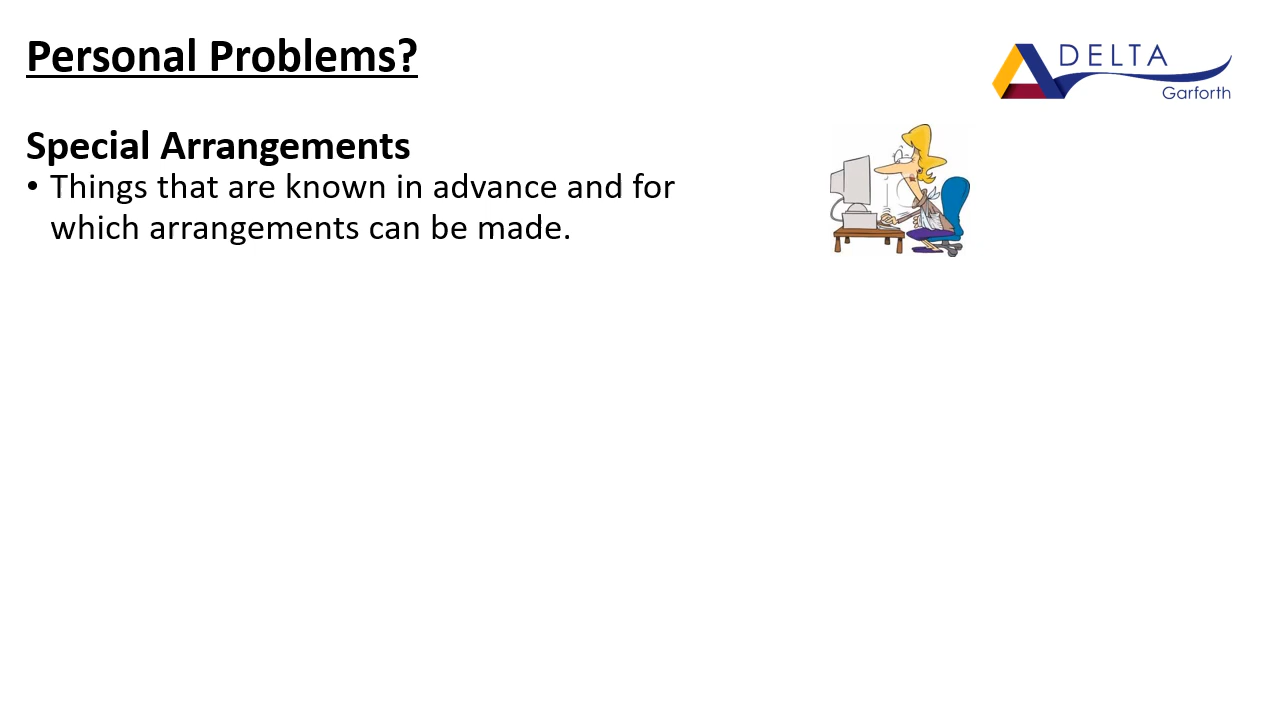 Personal Problems?
DELTA
Garforth
Special Arrangements
• Things that are known in advance and for
which arrangements can be made.